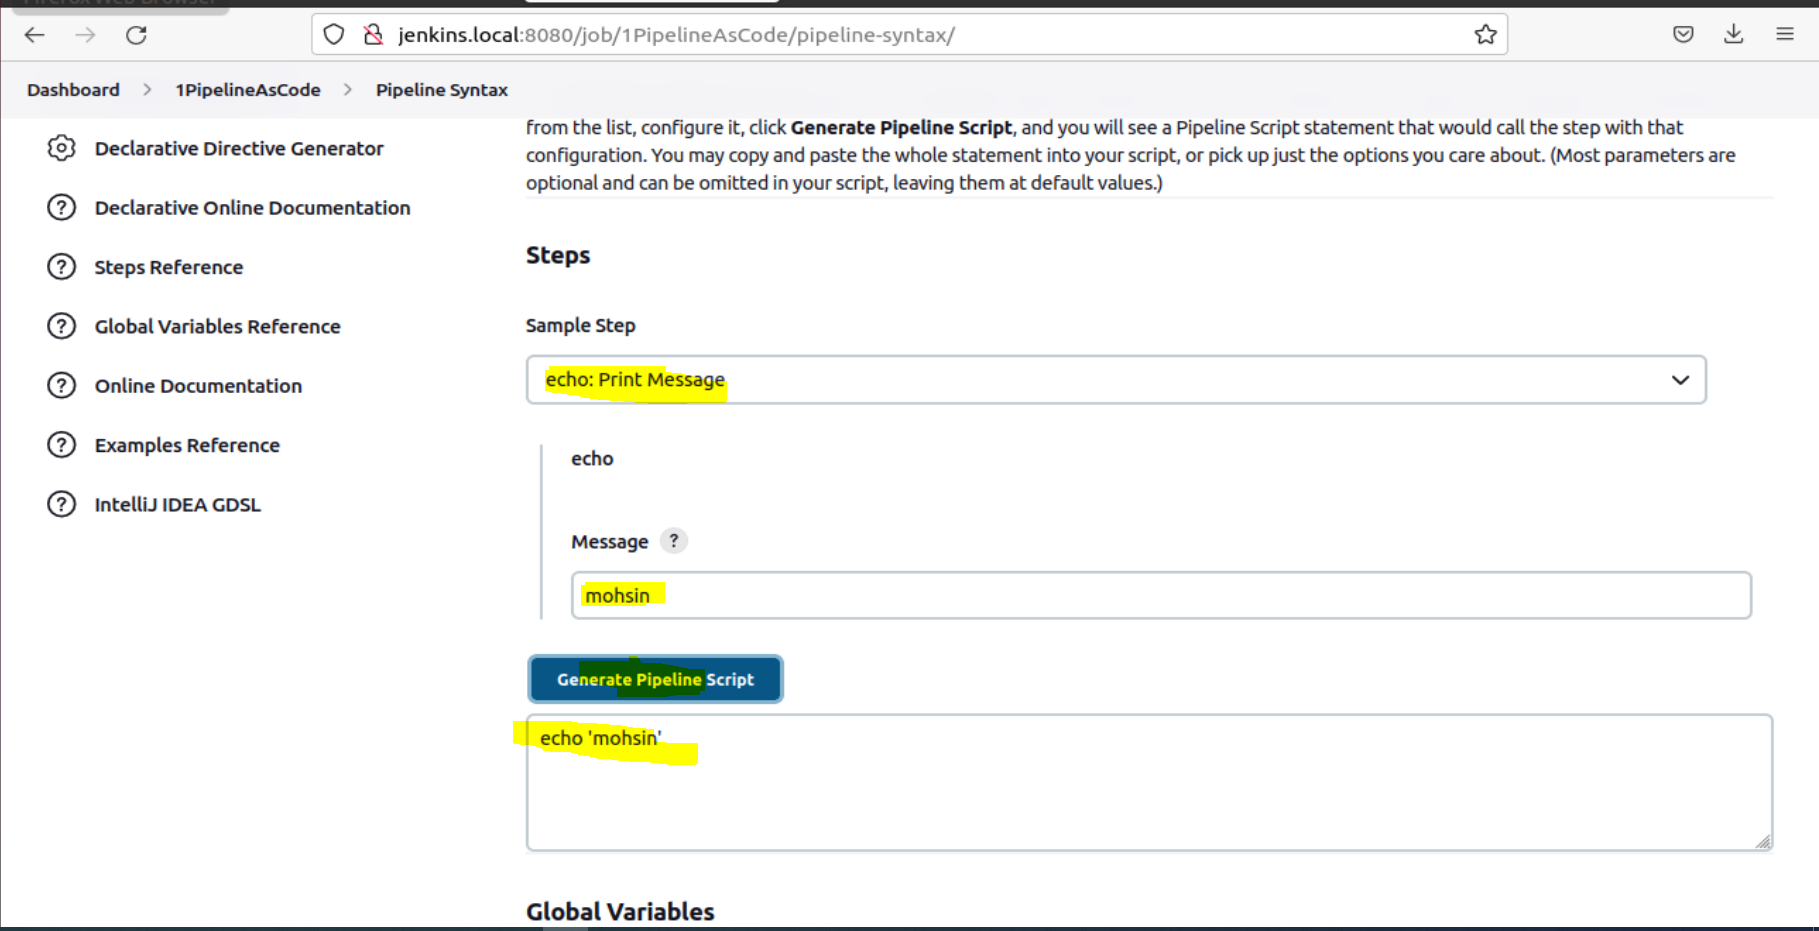 Firefox Web Browser
jenkins.local:8080/job/1PipelineAsCode/pipeline-syntax/
Dashboard > 1PipelineAsCode > Pipeline Syntax
Declarative Directive Generator
Declarative Online Documentation
Steps Reference
Global Variables Reference
Online Documentation
Examples Reference
IntelliJ IDEA GDSL
from the list, configure it, click Generate Pipeline Script, and you will see a Pipeline Script statement that would call the step with that
configuration. You may copy and paste the whole statement into your script, or pick up just the options you care about. (Most parameters are
optional and can be omitted in your script, leaving them at default values.)
Steps
Sample Step
echo: Print Message
echo
Message ?
mohsin
Generate Pipeline Script
echo 'mohsin'
Global Variables